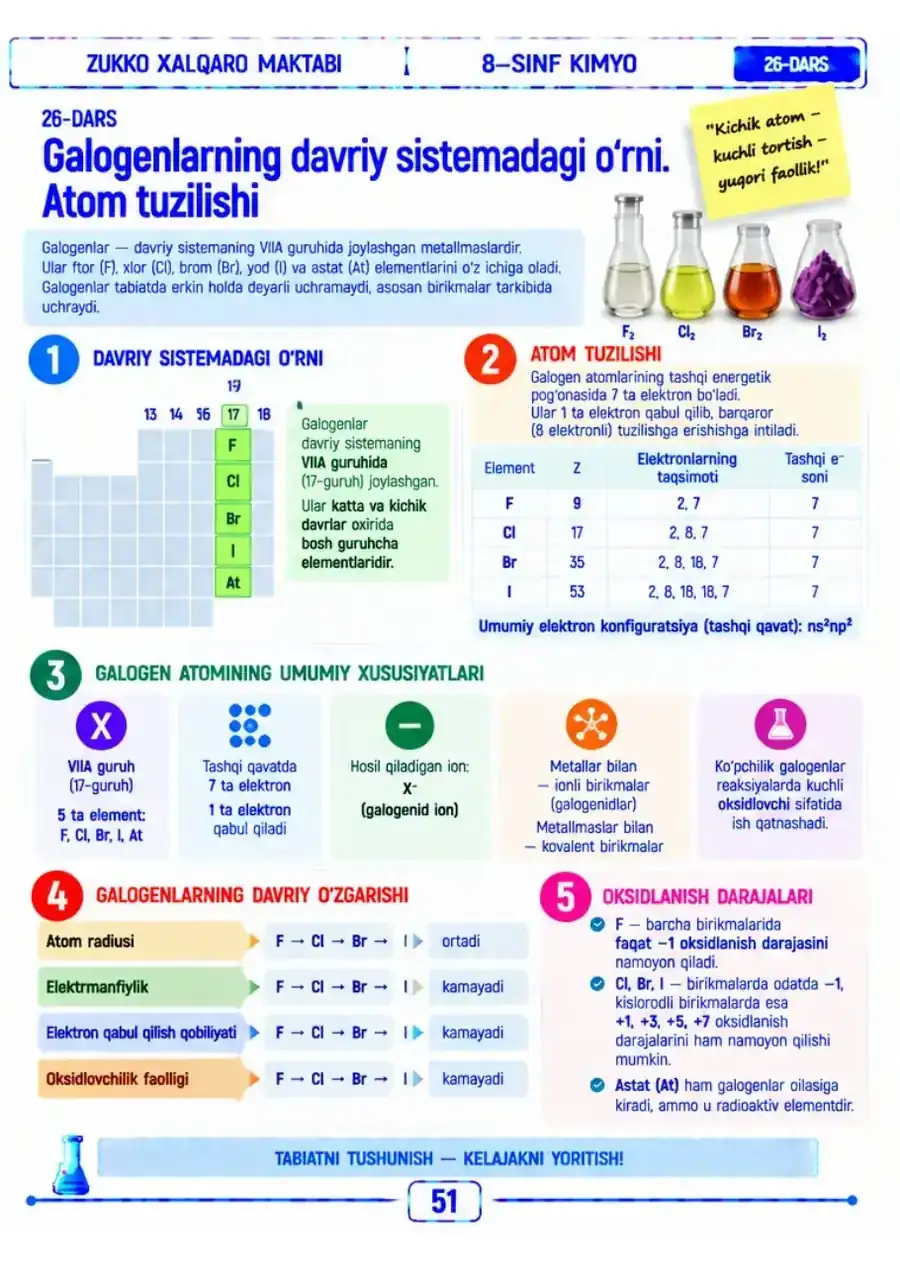 ZUKKO XALQARO MAKTABI
8–SINF KIMYO
26-DARS
26-DARS
Galogenlarning davriy sistemadagi o‘rni.
Atom tuzilishi
"Kichik atom –
kuchli tortish –
yuqori faollik!"
Galogenlar — davriy sistemaning VIIA guruhida joylashgan metallmaslardir.
Ular ftor (F), xlor (Cl), brom (Br), yod (I) va astat (At) elementlarini o‘z ichiga oladi.
Galogenlar tabiatda erkin holda deyarli uchramaydi, asosan birikmalar tarkibida
uchraydi.
F₂ Cl₂ Br₂ I₂
1 DAVRIY SISTEMADAGI O‘RNI
13 14 16 17 18
F
Cl
Br
I
At
Galogenlar
davriy sistemaning
VIIA guruhida
(17-guruh) joylashgan.
Ular katta va kichik
davrlar oxirida
bosh guruhcha
elementlaridir.
2 ATOM TUZILISHI
Galogen atomlarining tashqi energetik
pog‘onasida 7 ta elektron bo‘ladi.
Ular 1 ta elektron qabul qilib, barqaror
(8 elektronli) tuzilishga erishishga intiladi.
Element Z Elektronlarning taqsimoti Tashqi e⁻ soni
F 9 2, 7 7
Cl 17 2, 8, 7 7
Br 35 2, 8, 18, 7 7
I 53 2, 8, 18, 18, 7 7
Umumiy elektron konfiguratsiya (tashqi qavat): ns²np²
3 GALOGEN ATOMINING UMUMIY XUSUSIYATLARI
X
VIIA guruh
(17-guruh)
5 ta element:
F, Cl, Br, I, At
Tashqi qavatda
7 ta elektron
1 ta elektron
qabul qiladi
Hosil qiladigan ion:
X⁻
(galogenid ion)
Metallar bilan
— ionli birikmalar
(galogenidlar)
Metallmaslar bilan
— kovalent birikmalar
Ko‘pchilik galogenlar
reaksiyalarda kuchli
oksidlovchi sifatida
ish qatnashadi.
4 GALOGENLARNING DAVRIY O‘ZGARISHI
Atom radiusi F → Cl → Br → I ortadi
Elektrmanfiylik F → Cl → Br → I kamayadi
Elektron qabul qilish qobiliyati F → Cl → Br → I kamayadi
Oksidlovchilik faolligi F → Cl → Br → I kamayadi
5 OKSIDLANISH DARAJALARI
F — barcha birikmalarida
faqat −1 oksidlanish darajasini
namoyon qiladi.
Cl, Br, I — birikmalarda odatda −1,
kislorodli birikmalarda esa
+1, +3, +5, +7 oksidlanish
darajalarini ham namoyon qilishi
mumkin.
Astat (At) ham galogenlar oilasiga
kiradi, ammo u radioaktiv elementdir.
TABIATNI TUSHUNISH — KELAJAKNI YORITISH!
51